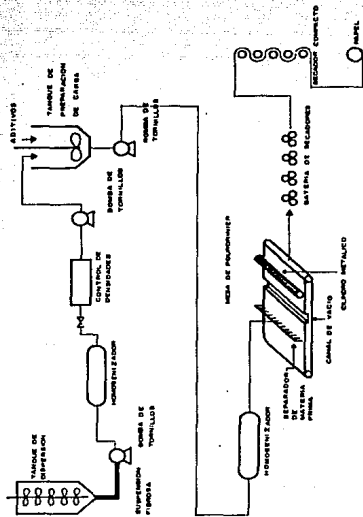 TANQUE DE
DISPERSION
SUSPENSION
FIBROSA
BOMBA DE
TORNILLOS
HOMOGENIZADOR
CONTROL DE
DENSIDADES
BOMBA DE
TORNILLOS
ADITIVOS
TANQUE DE
PREPARACION
DE CARGA
BOMBA DE
TORNILLOS
HOMOGENIZADOR
MESA DE FOURDRINIER
SEPARADOR
DE
MATERIA
PRIMA
CANAL DE VACIO
CILINDRO METALICO
BATERIA DE SECADORES
SECADOR COMPACTO
PAPEL